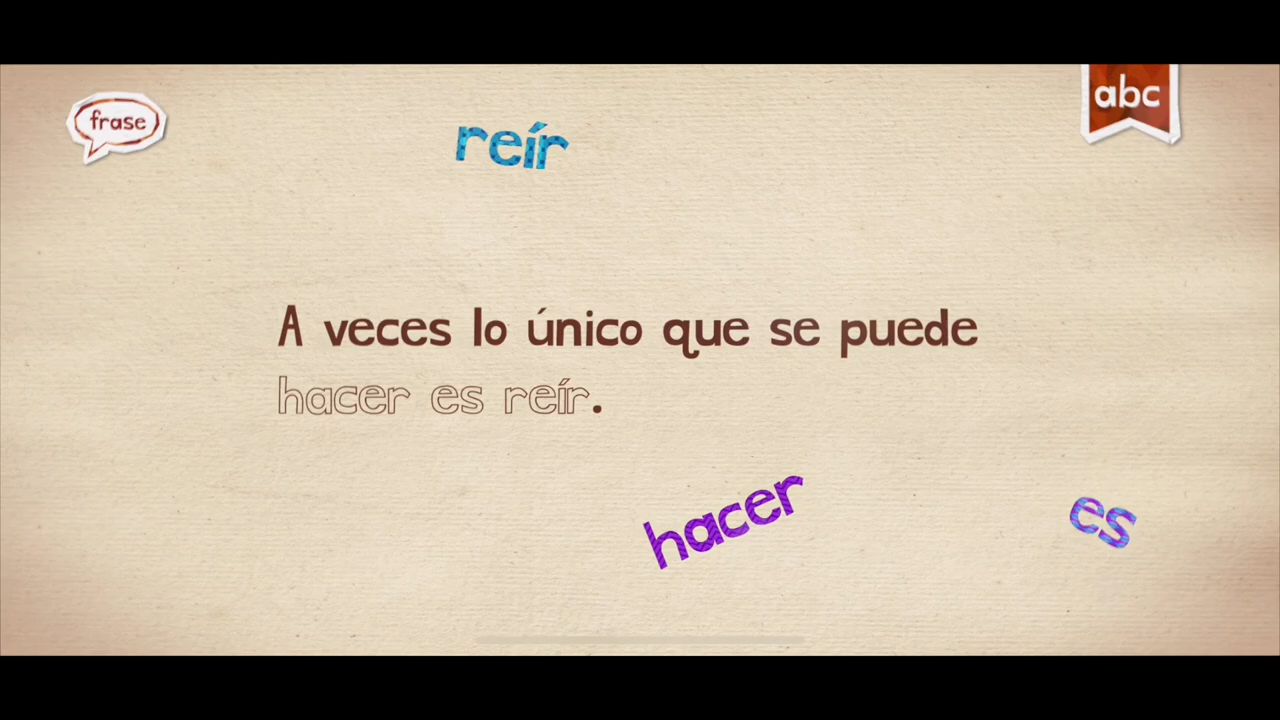 frase
abc
reír
A veces lo único que se puede
hacer es reír.
hacer
es